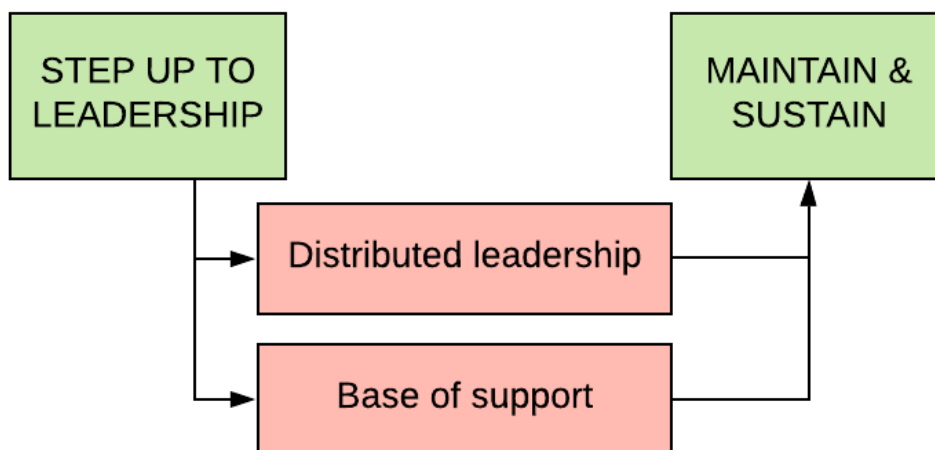 STEP UP TO
LEADERSHIP
MAINTAIN &
SUSTAIN
Distributed leadership
Base of support